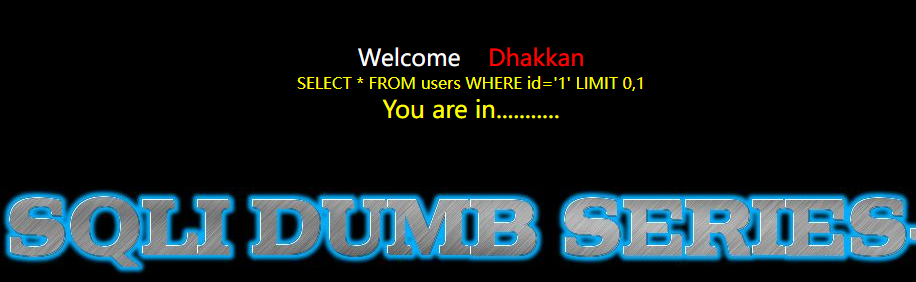 Welcome Dhakkan
SELECT * FROM users WHERE id='1' LIMIT 0,1
You are in...........
SQLI DUMB SERIES-